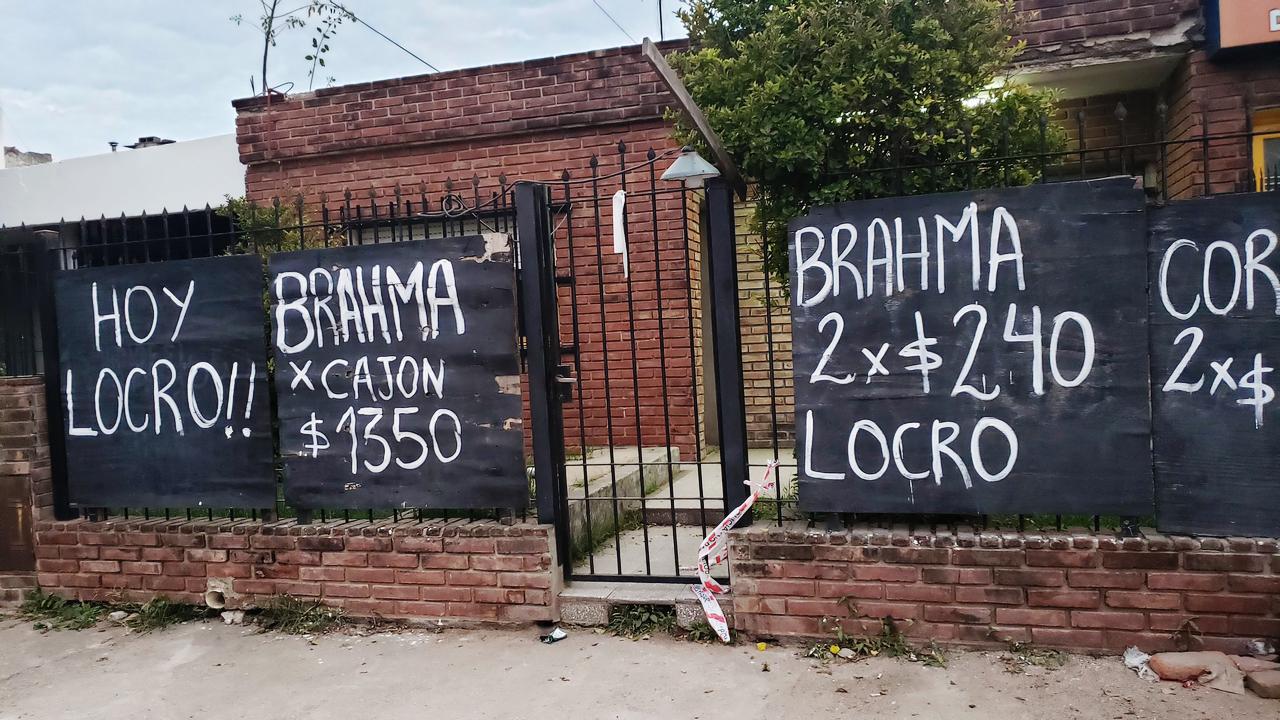 HOY
LOCRO!!
BRAHMA
x CAJON
$1350
BRAHMA
2x$240
LOCRO
COR
2x$